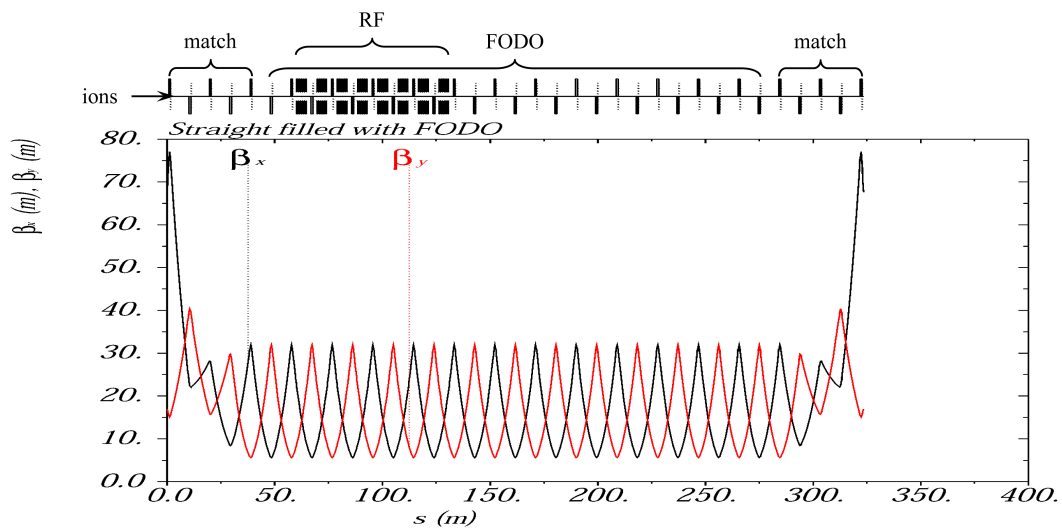 RF
match
FODO
match
ions
Straight filled with FODO
βx (m), βy (m)
80.
70.
60.
50.
40.
30.
20.
10.
0.0
βx
βy
0.0
50.
100.
150.
200.
250.
300.
350.
400.
s (m)